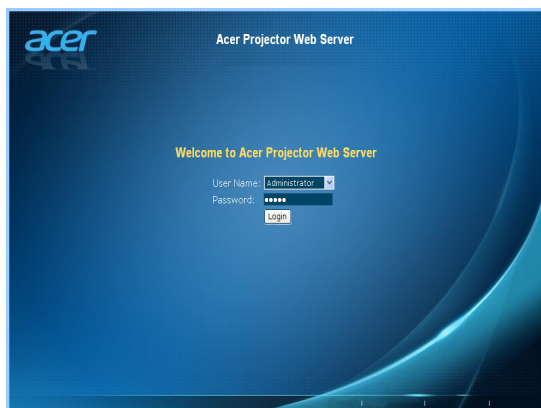 acer
Acer Projector Web Server
Welcome to Acer Projector Web Server
User Name: Administrator
Password: •••••
Login